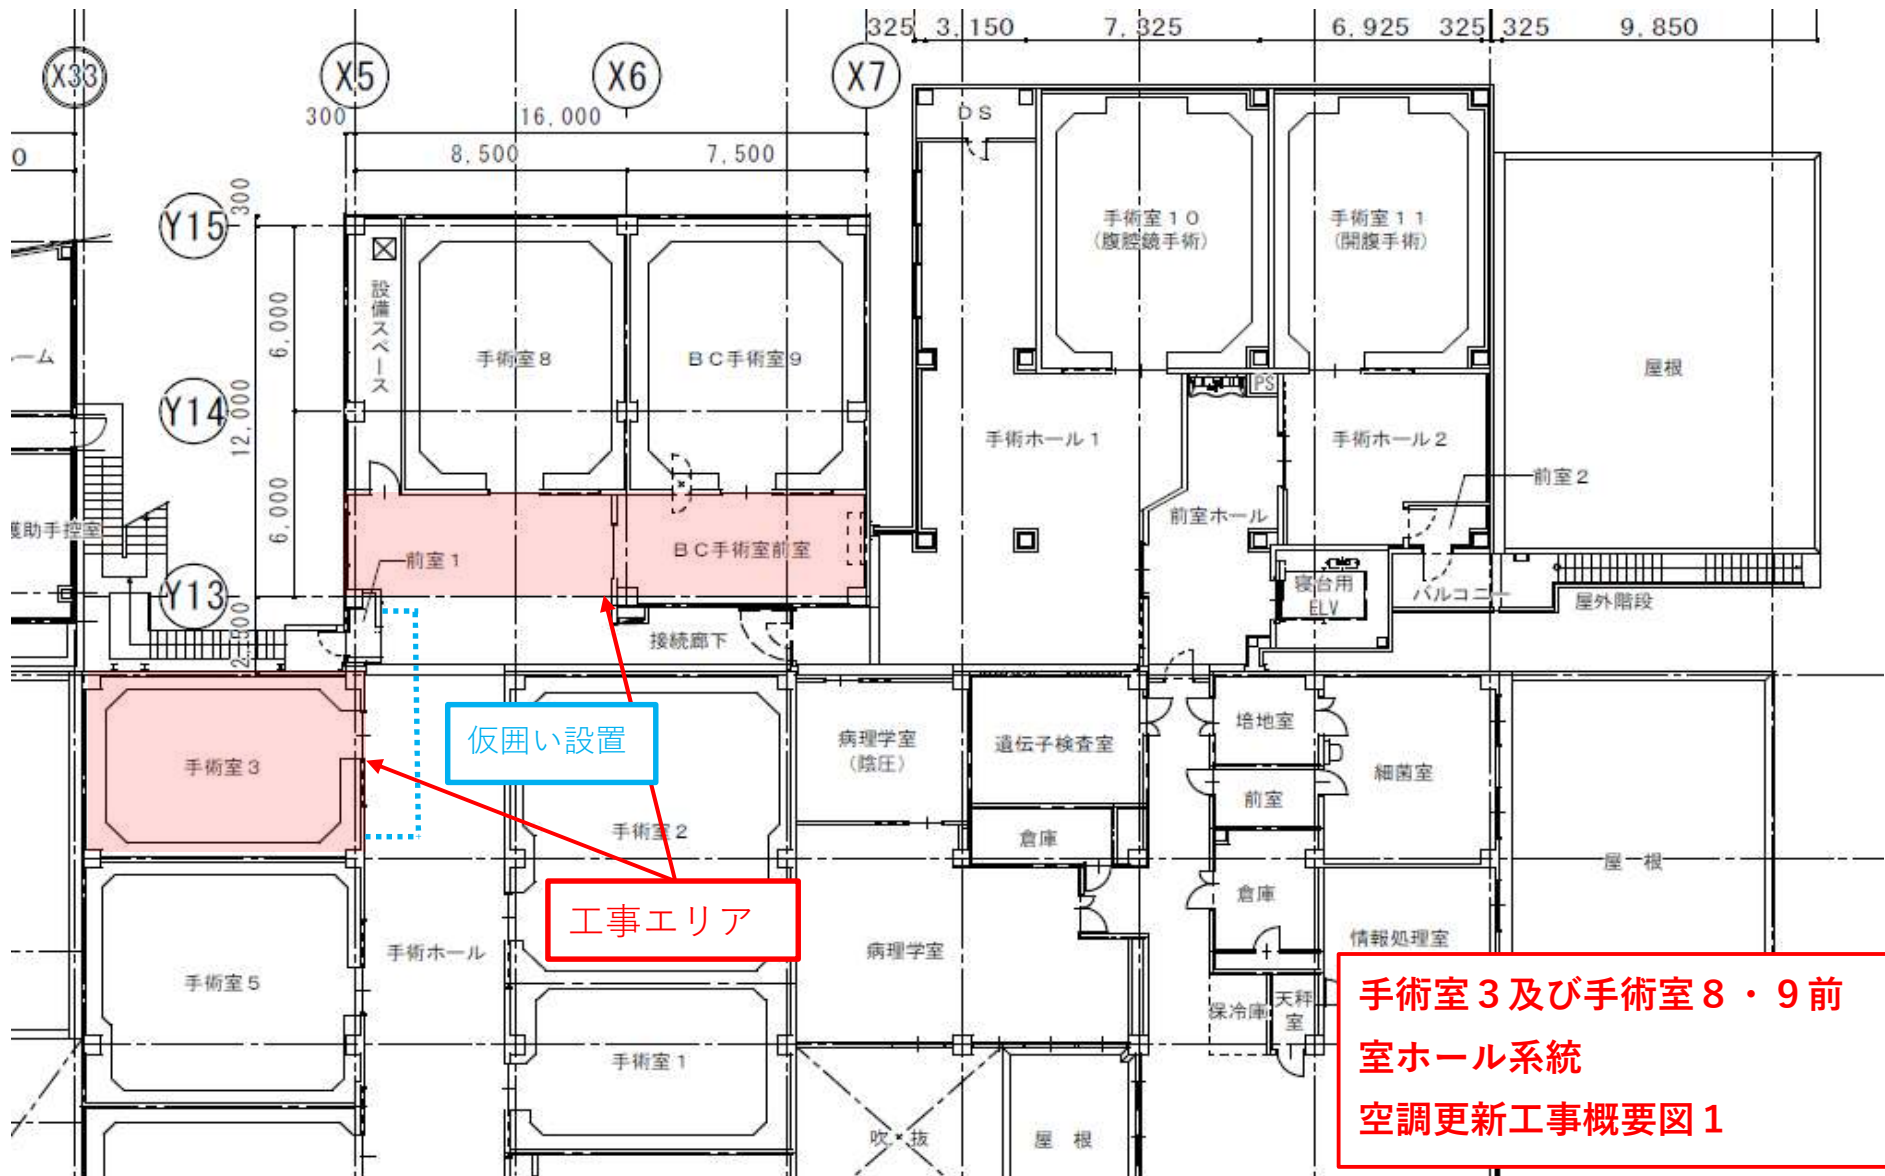 325 3,150 7,325 6,925 325 325 9,850
X33 X5 X6 X7
300 16,000
8,500 7,500
0
DS
Y15 300
手術室10
(腹腔鏡手術)
手術室11
(開腹手術)
設備スペース
6,000
ーム
手術室8
BC手術室9
屋根
PS
Y14
12,000
手術ホール1
手術ホール2
前室2
6,000
前室ホール
護助手控室
前室1
BC手術室前室
Y13
寝台用
ELV
バルコニー
屋外階段
2,500
接続廊下
仮囲い設置
病理学室
(陰圧)
遺伝子検査室
培地室
手術室3
細菌室
前室
手術室2
倉庫
屋根
工事エリア
倉庫
手術ホール
病理学室
情報処理室
手術室5
手術室3及び手術室8・9前
室ホール系統
空調更新工事概要図1
保冷庫
天秤室
手術室1
吹抜
屋根